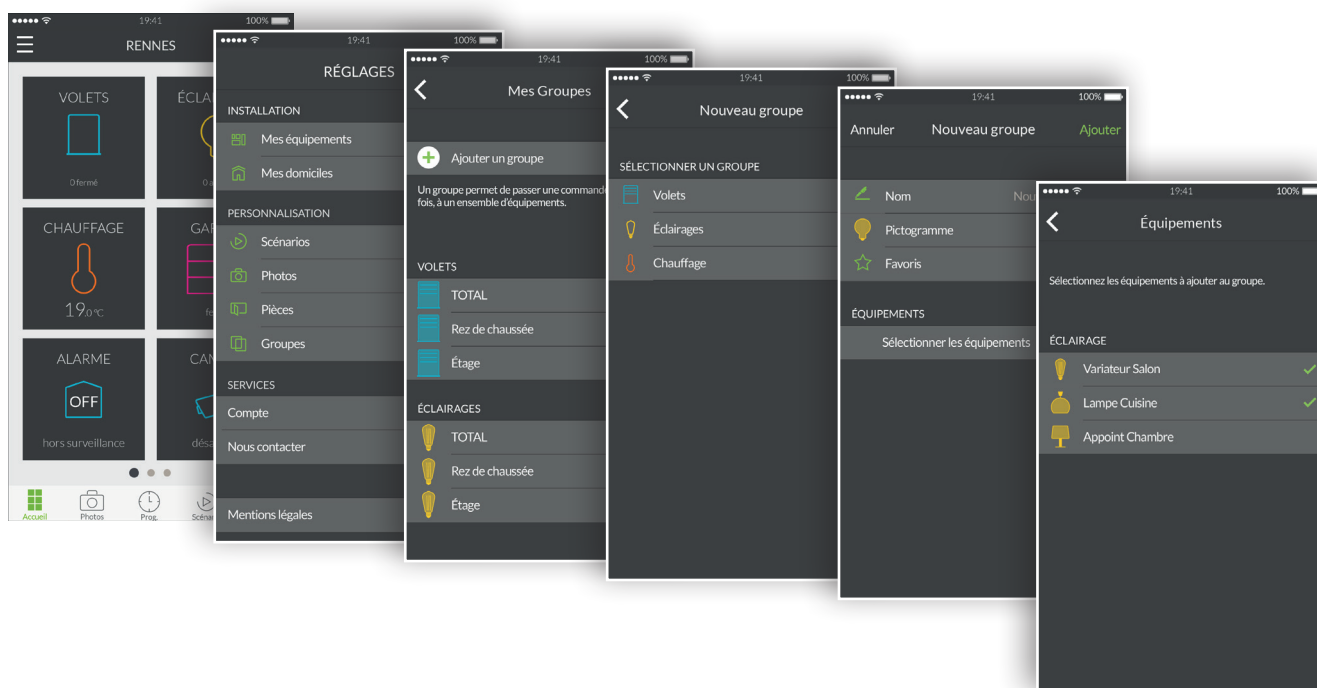 19:41
100%
RENNES
VOLETS
0 fermé
CHAUFFAGE
19.0°C
ALARME
OFF
hors surveillance
Accueil
Photos
Prog.
19:41
100%
RÉGLAGES
INSTALLATION
Mes équipements
Mes domiciles
PERSONNALISATION
Scénarios
Photos
Pièces
Groupes
SERVICES
Compte
Nous contacter
Mentions légales
19:41
100%
Mes Groupes
Ajouter un groupe
Un groupe permet de passer une commande
fois, à un ensemble d'équipements.
VOLETS
TOTAL
Rez de chaussée
Étage
ÉCLAIRAGES
TOTAL
Rez de chaussée
Étage
19:41
100%
Nouveau groupe
SÉLECTIONNER UN GROUPE
Volets
Éclairages
Chauffage
19:41
100%
Annuler
Nouveau groupe
Ajouter
Nom
Nou
Pictogramme
Favoris
ÉQUIPEMENTS
Sélectionner les équipements
19:41
100%
Équipements
Sélectionnez les équipements à ajouter au groupe.
ÉCLAIRAGE
Variateur Salon
Lampe Cuisine
Appoint Chambre